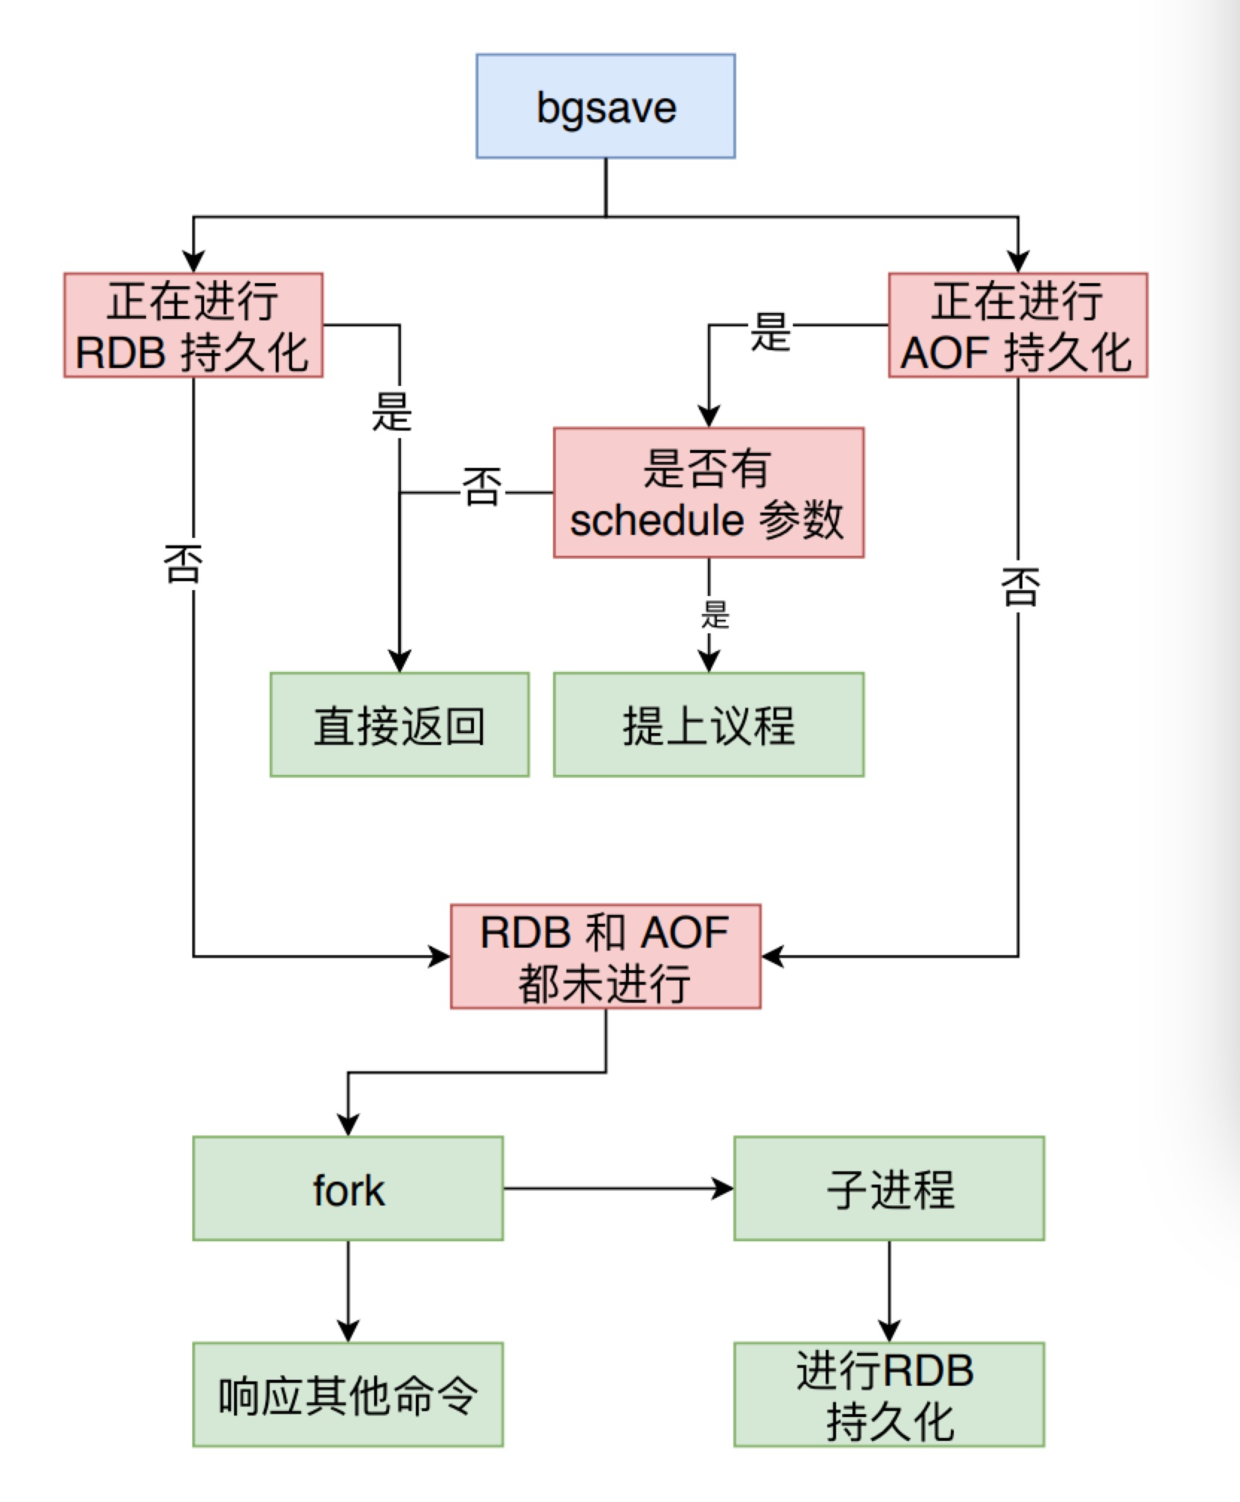 bgsave
正在进行
RDB 持久化
正在进行
AOF 持久化
是
是
是否有
schedule 参数
否
否
否
是
直接返回
提上议程
RDB 和 AOF
都未进行
fork
子进程
响应其他命令
进行RDB
持久化